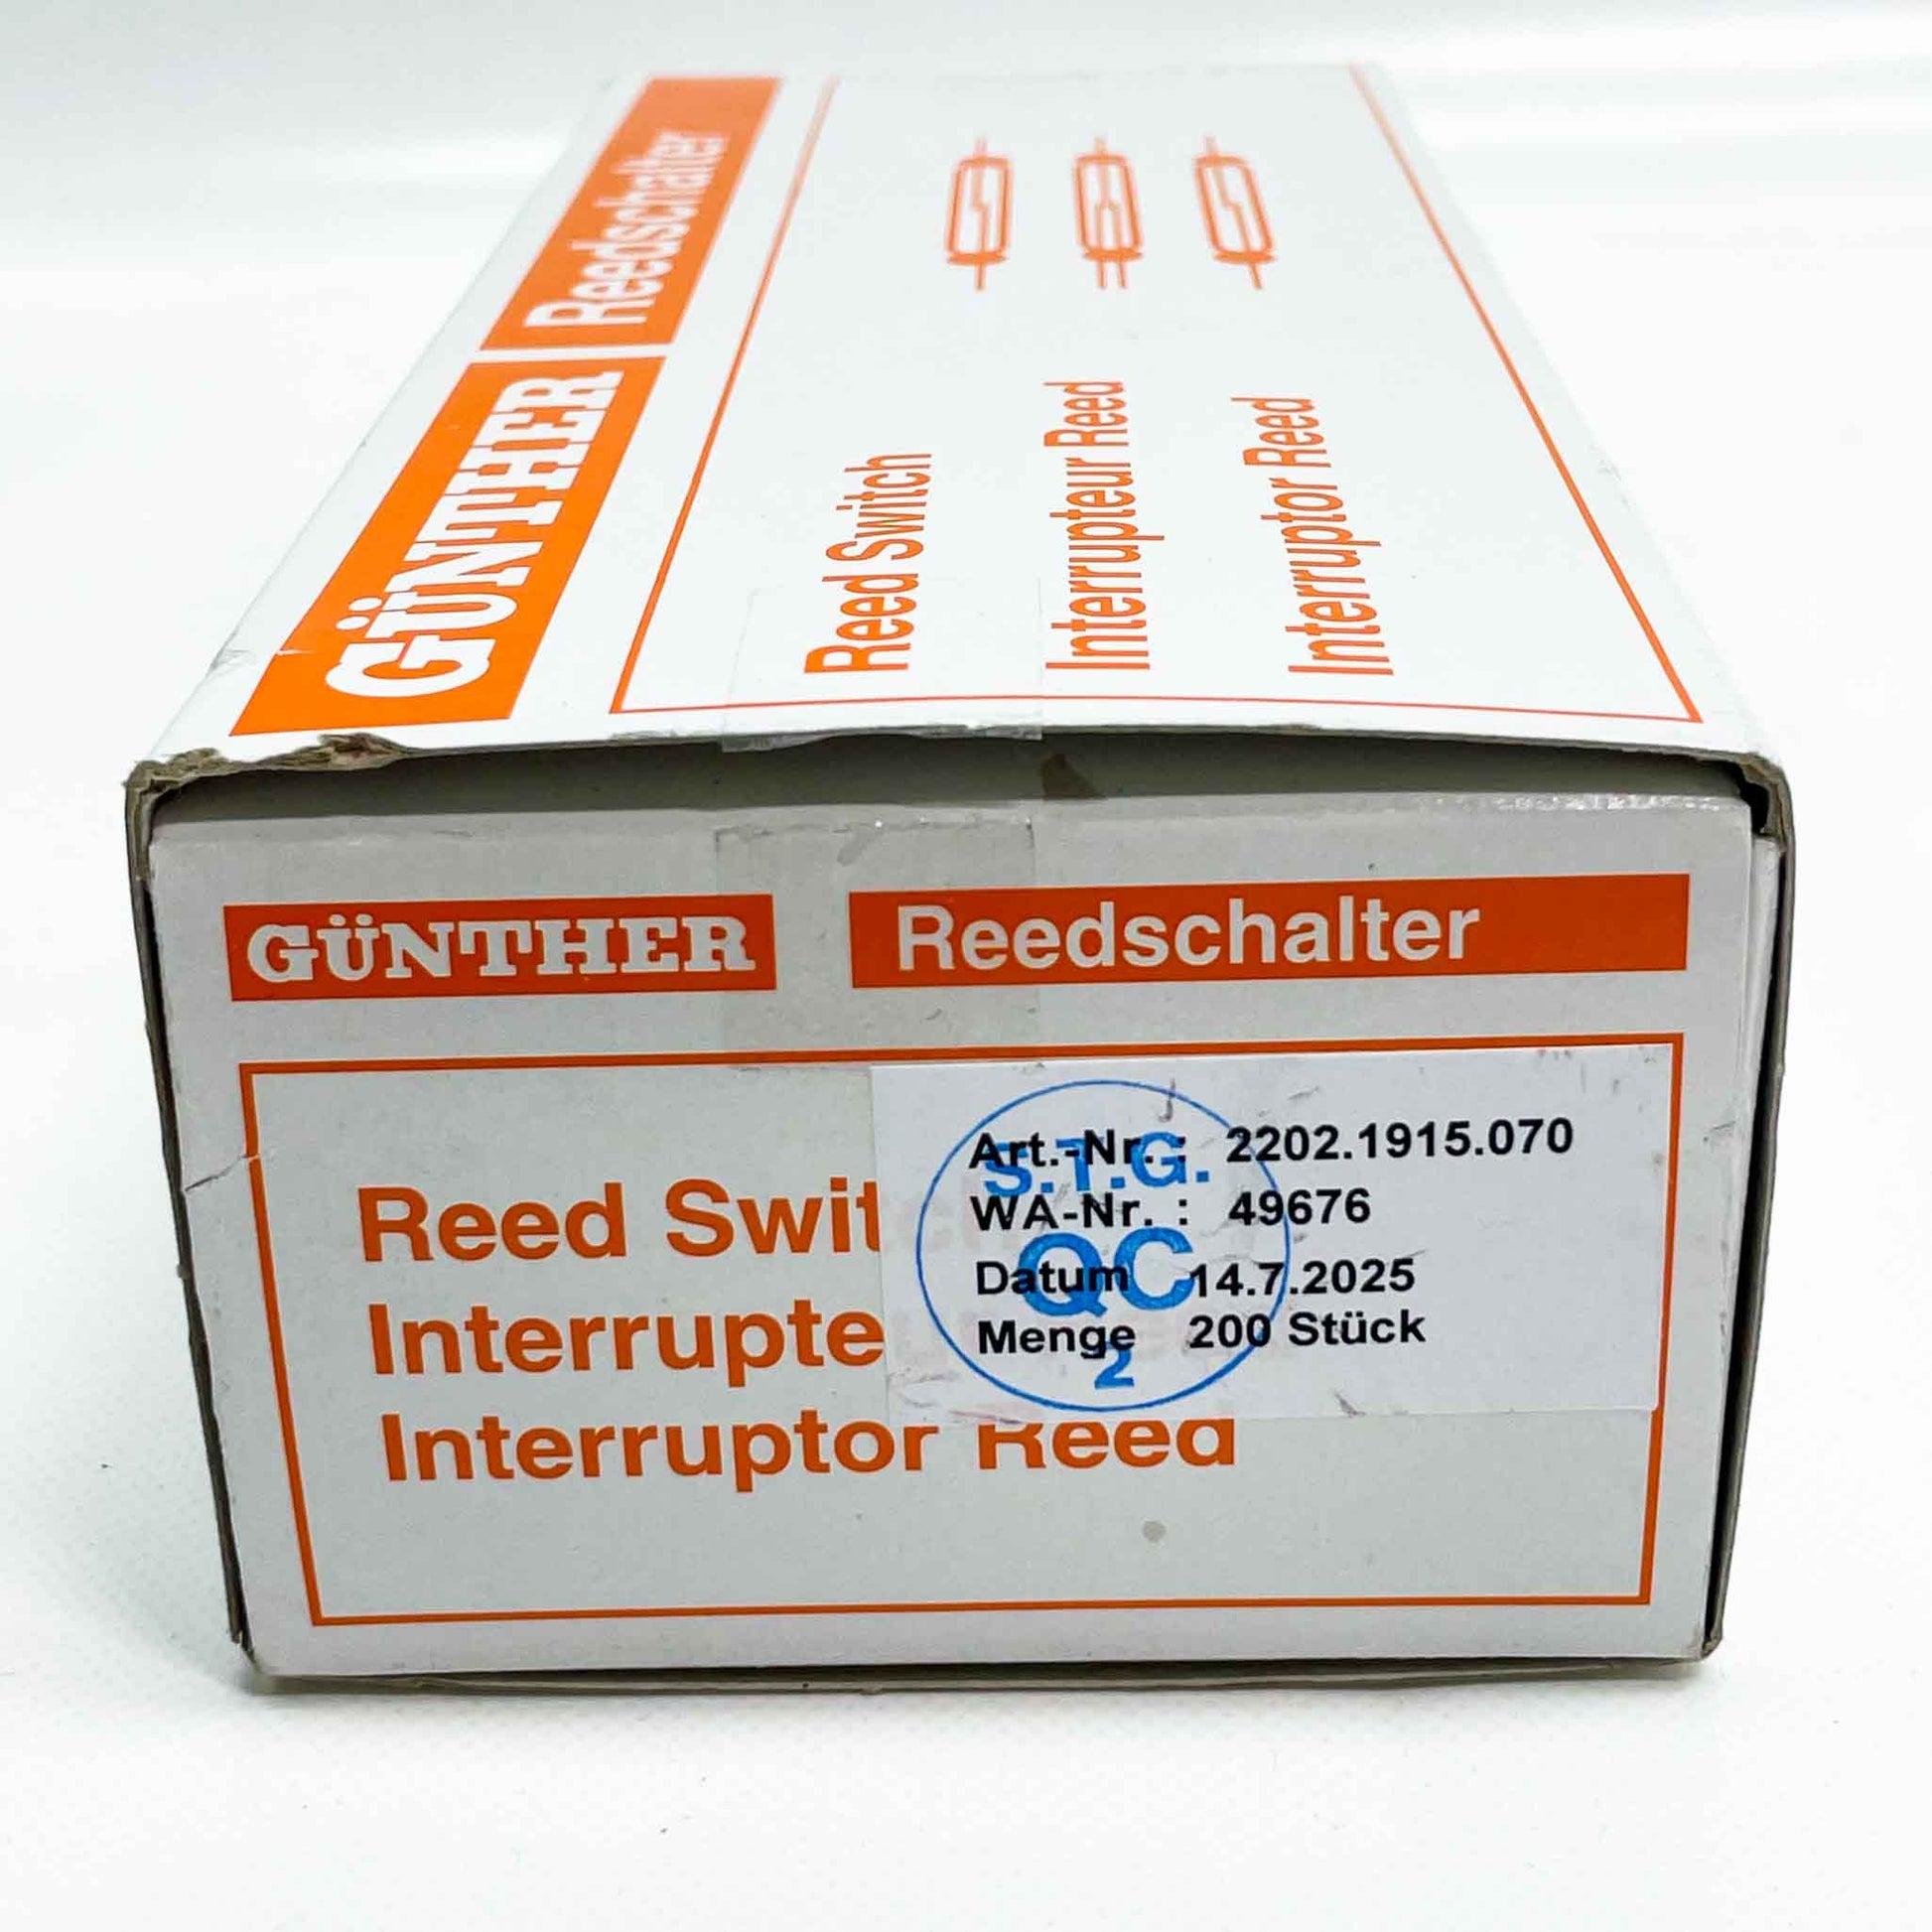 GÜNTHER Reedschalter
Reed Switch
Interrupteur Reed
Interruptor Reed
GÜNTHER Reedschalter
Reed Switch
Interrupte
Interruptor Reed
Art.-Nr. : 2202.1915.070
WA-Nr. : 49676
Datum 14.7.2025
Menge 200 Stück
S.T.G.
QC
2